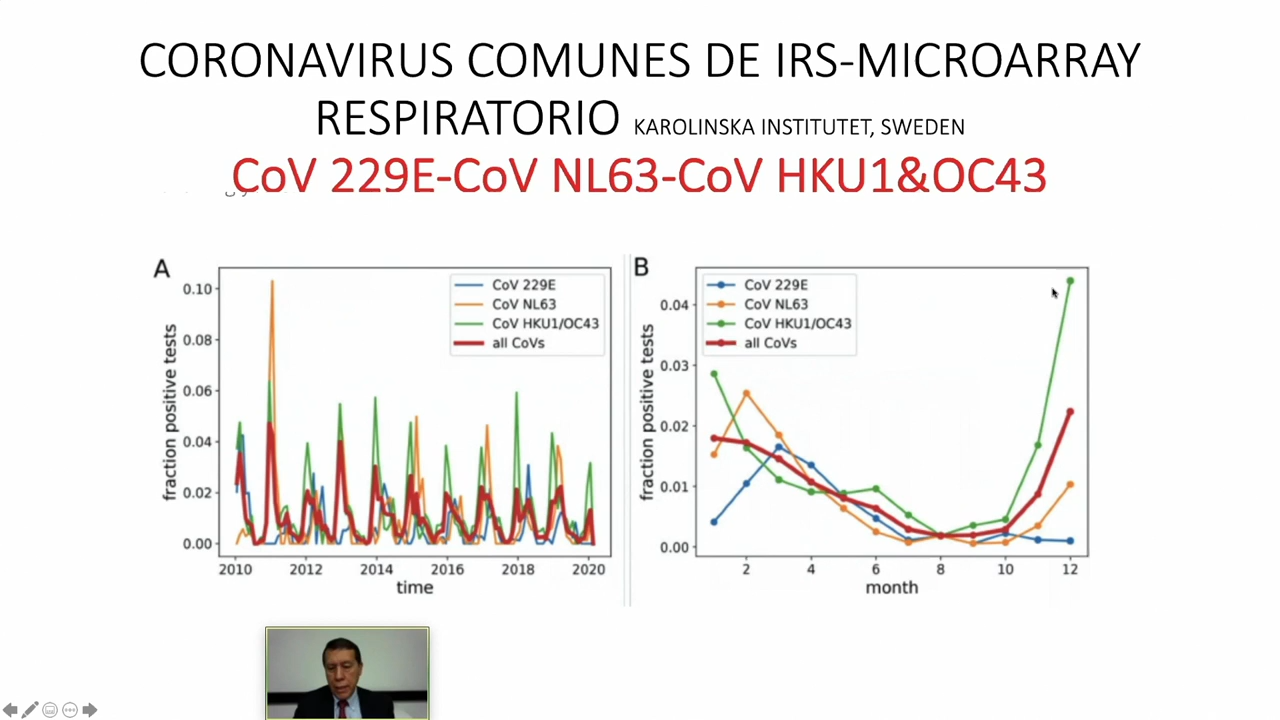 CORONAVIRUS COMUNES DE IRS-MICROARRAY
RESPIRATORIO KAROLINSKA INSTITUTET, SWEDEN
CoV 229E-CoV NL63-CoV HKU1&OC43
A
CoV 229E
CoV NL63
CoV HKU1/OC43
all CoVs
fraction positive tests
0.10
0.08
0.06
0.04
0.02
0.00
2010 2012 2014 2016 2018 2020
time
B
CoV 229E
CoV NL63
CoV HKU1/OC43
all CoVs
fraction positive tests
0.04
0.03
0.02
0.01
0.00
2 4 6 8 10 12
month